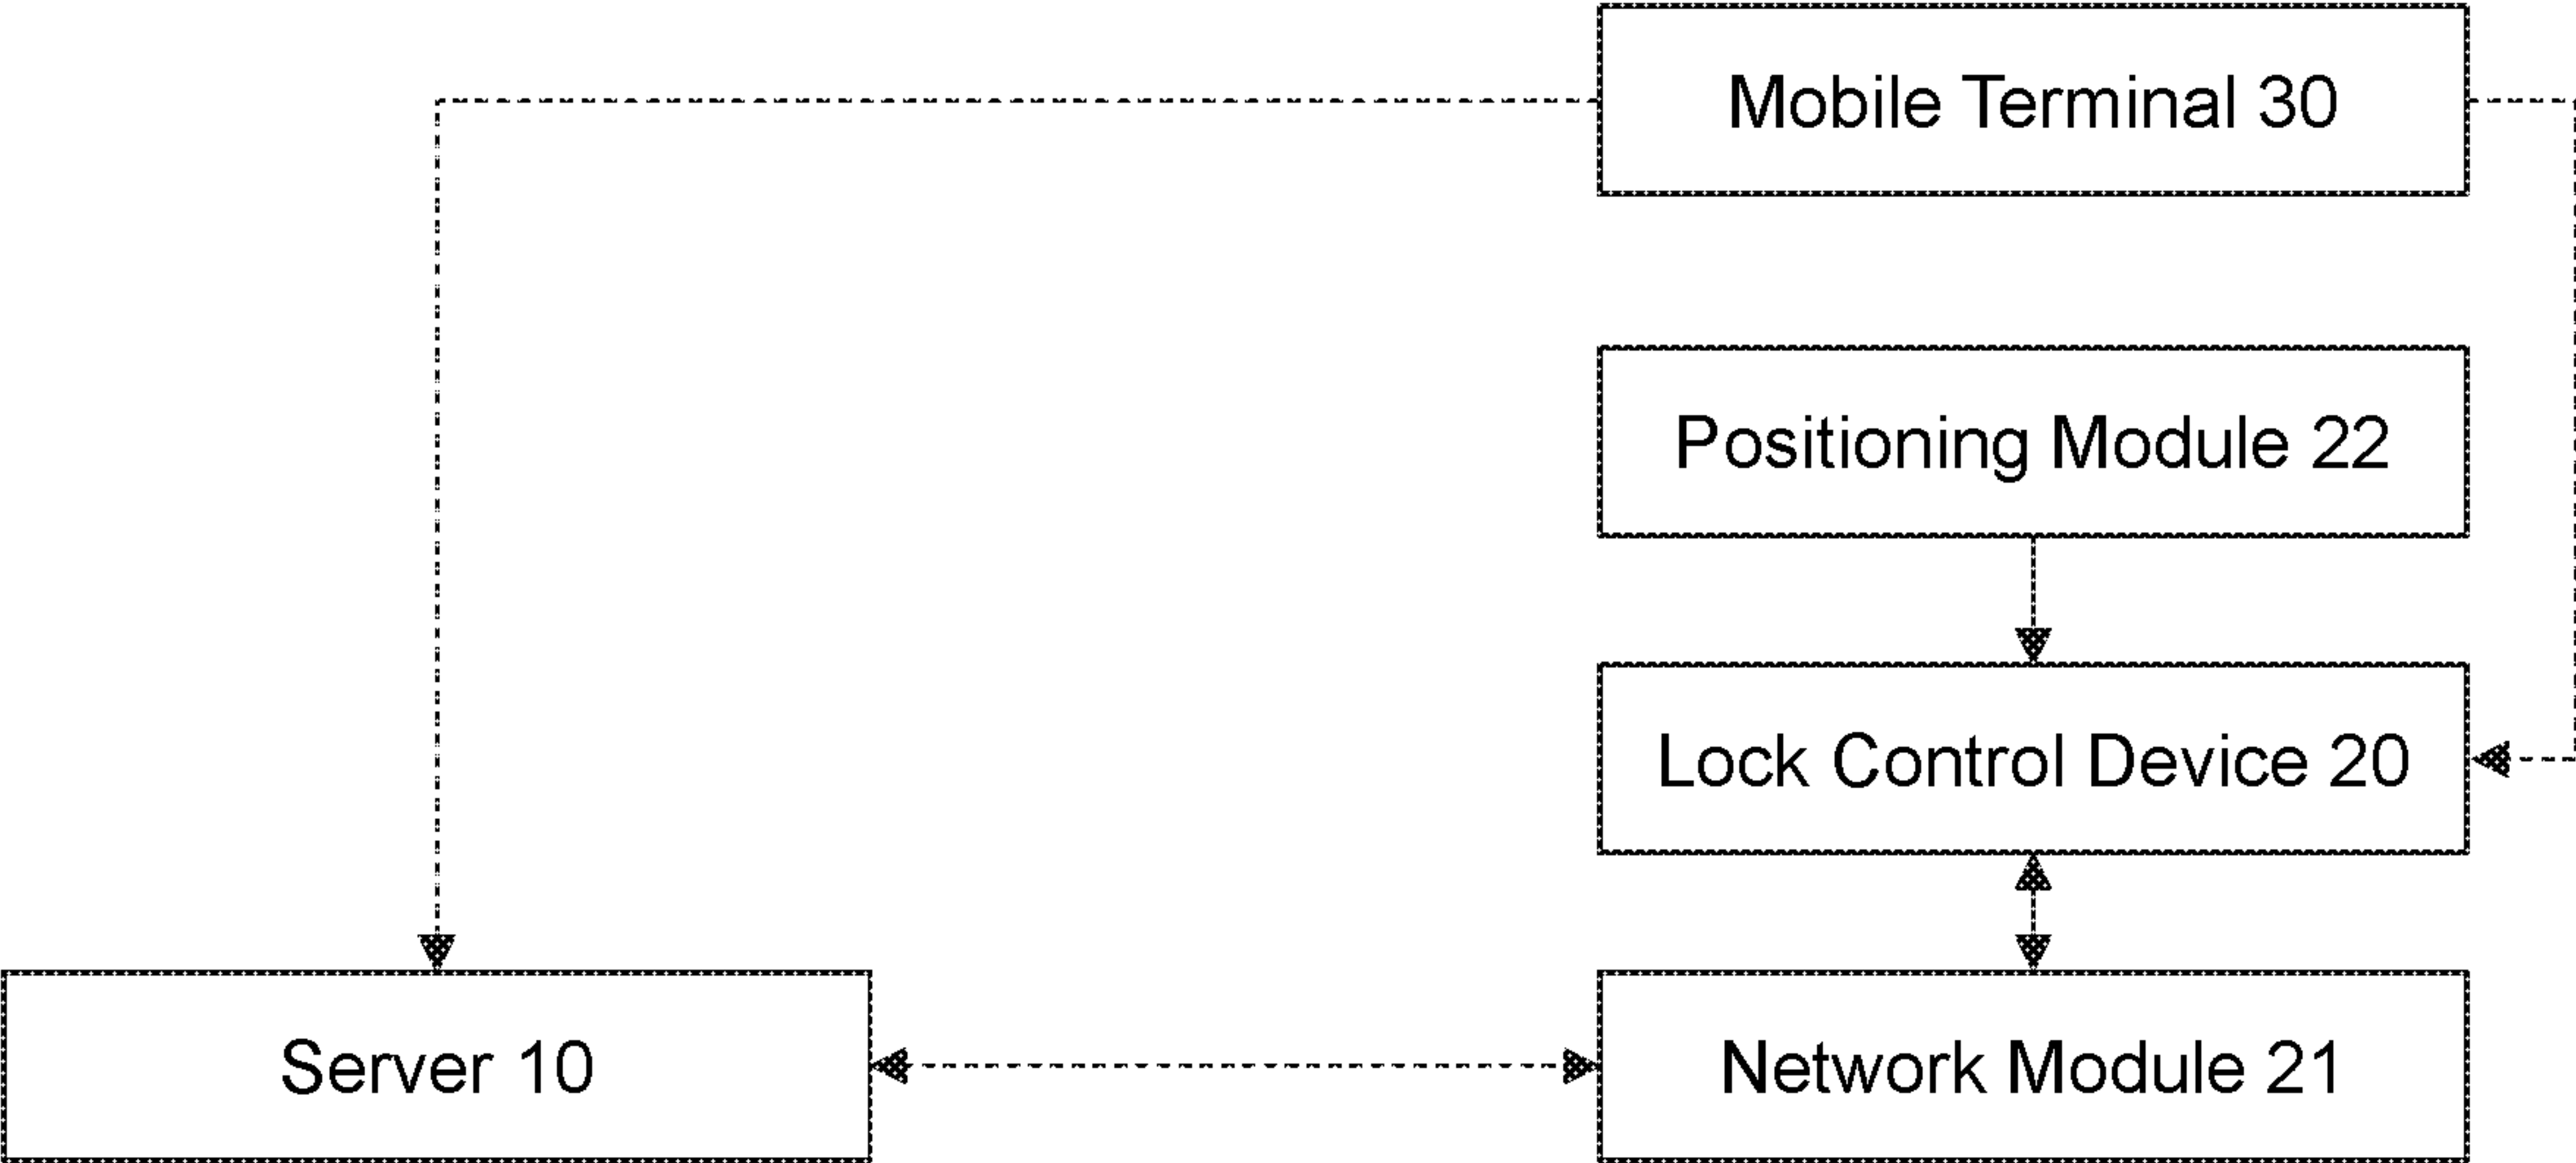 Mobile Terminal 30
Positioning Module 22
Lock Control Device 20
Server 10
Network Module 21